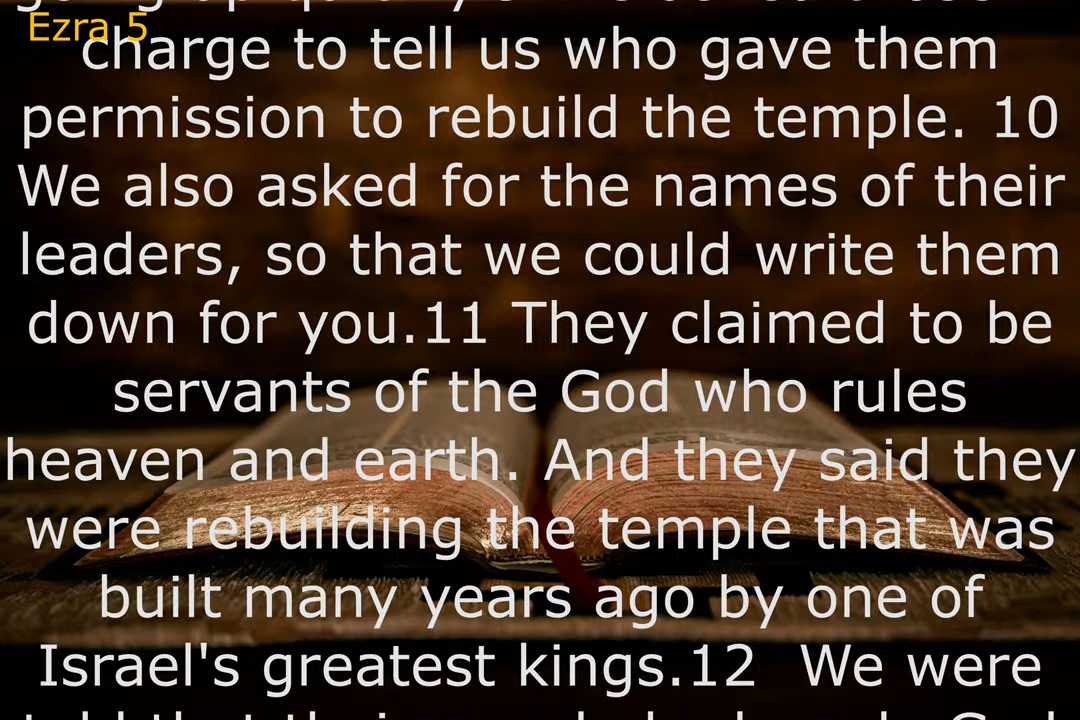 Ezra 5
charge to tell us who gave them
permission to rebuild the temple. 10
We also asked for the names of their
leaders, so that we could write them
down for you.11 They claimed to be
servants of the God who rules
heaven and earth. And they said they
were rebuilding the temple that was
built many years ago by one of
Israel's greatest kings.12 We were